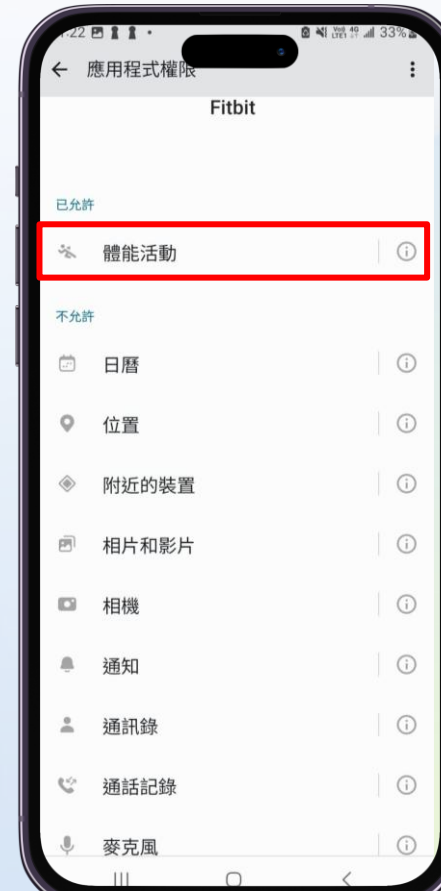 :22 33%
應用程式權限
Fitbit
已允許
體能活動
不允許
日曆
位置
附近的裝置
相片和影片
相機
通知
通訊錄
通話記錄
麥克風